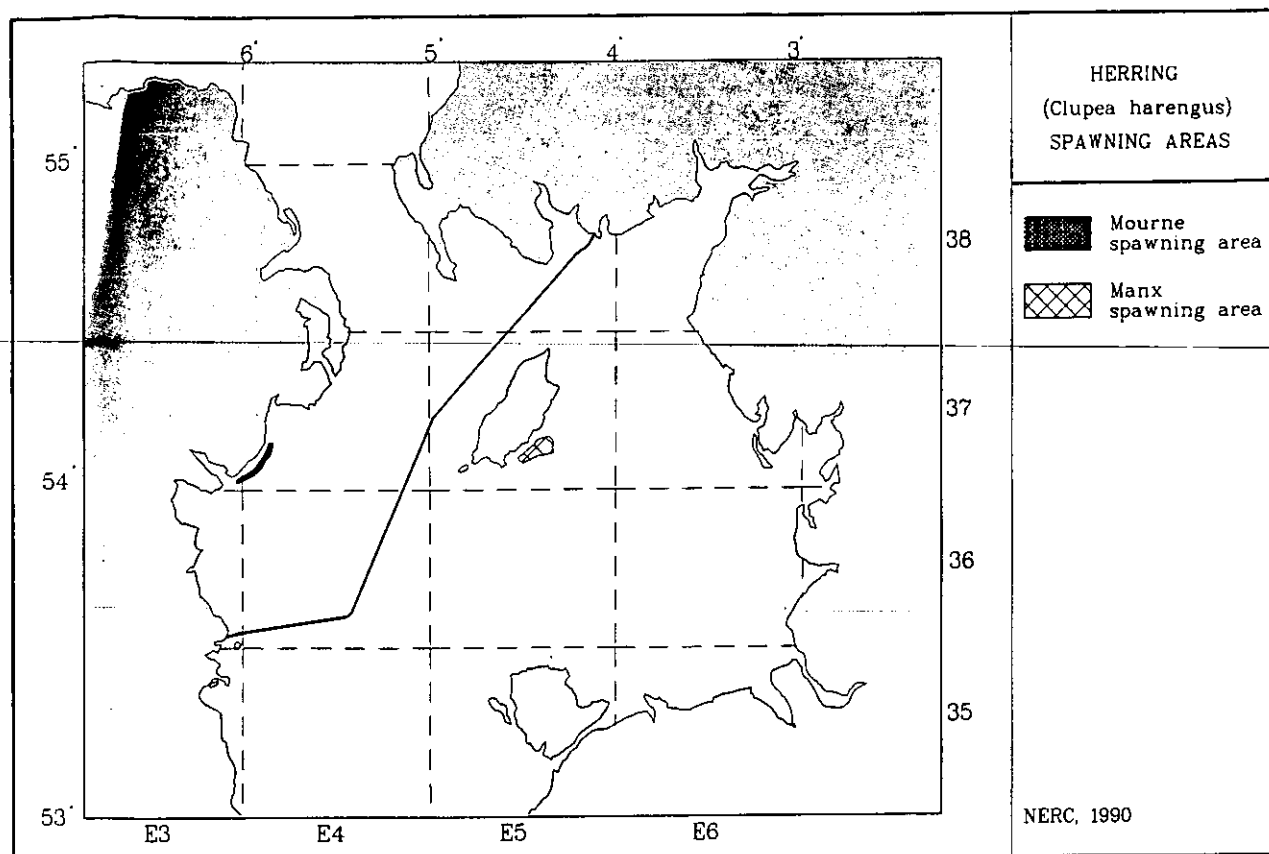 6° 5° 4° 3°
55°
54°
53°
38
37
36
35
E3 E4 E5 E6
HERRING
(Clupea harengus)
SPAWNING AREAS
Mourne
spawning area
Manx
spawning area
NERC, 1990